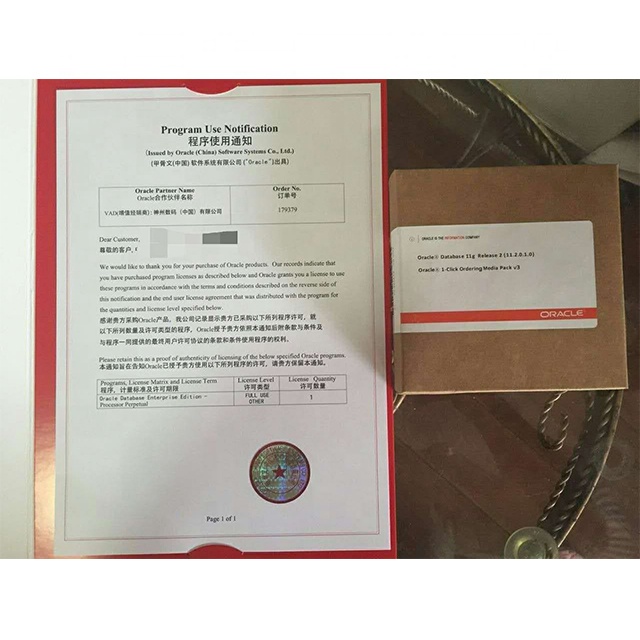 Program Use Notification
程序使用通知
(Issued by Oracle (China) Software Systems Co., Ltd.)
(甲骨文(中国) 软件系统有限公司 ("Oracle")出具)
Oracle Partner Name
Oracle合作伙伴名称
Order No.
订单号
VAD(增值经销商): 神州数码 (中国) 有限公司
179379
Dear Customer,
尊敬的客户,
We would like to thank you for your purchase of Oracle products. Our records indicate that
you have purchased program licenses as described below and Oracle grants you a license to use
these programs in accordance with the terms and conditions described on the reverse side of
this notification and the end user license agreement that was distributed with the program for
the quantities and license level specified below.
感谢贵方采购Oracle产品, 我公司记录显示贵方已采购以下所列程序许可, 就
以下所列数量及许可类型的程序, Oracle授予贵方依照本通知后附条款与条件及
与程序一同提供的最终用户许可协议的条款和条件使用程序的权利.
Please retain this as a proof of authenticity of licensing of the below specified Oracle programs.
本通知旨在告知Oracle已授予贵方使用以下所列程序的许可, 请贵方保留本通知.
Programs, License Matrix and License Term
程序, 计量标准及许可期限
License Level
许可类型
License Quantity
许可数量
Oracle Database Enterprise Edition -
Processor Perpetual
FULL USE
OTHER
1
Page 1 of 1
ORACLE IS THE INFORMATION COMPANY
Oracle® Database 11g Release 2 (11.2.0.1.0)
Oracle® 1-Click Ordering Media Pack v3
ORACLE